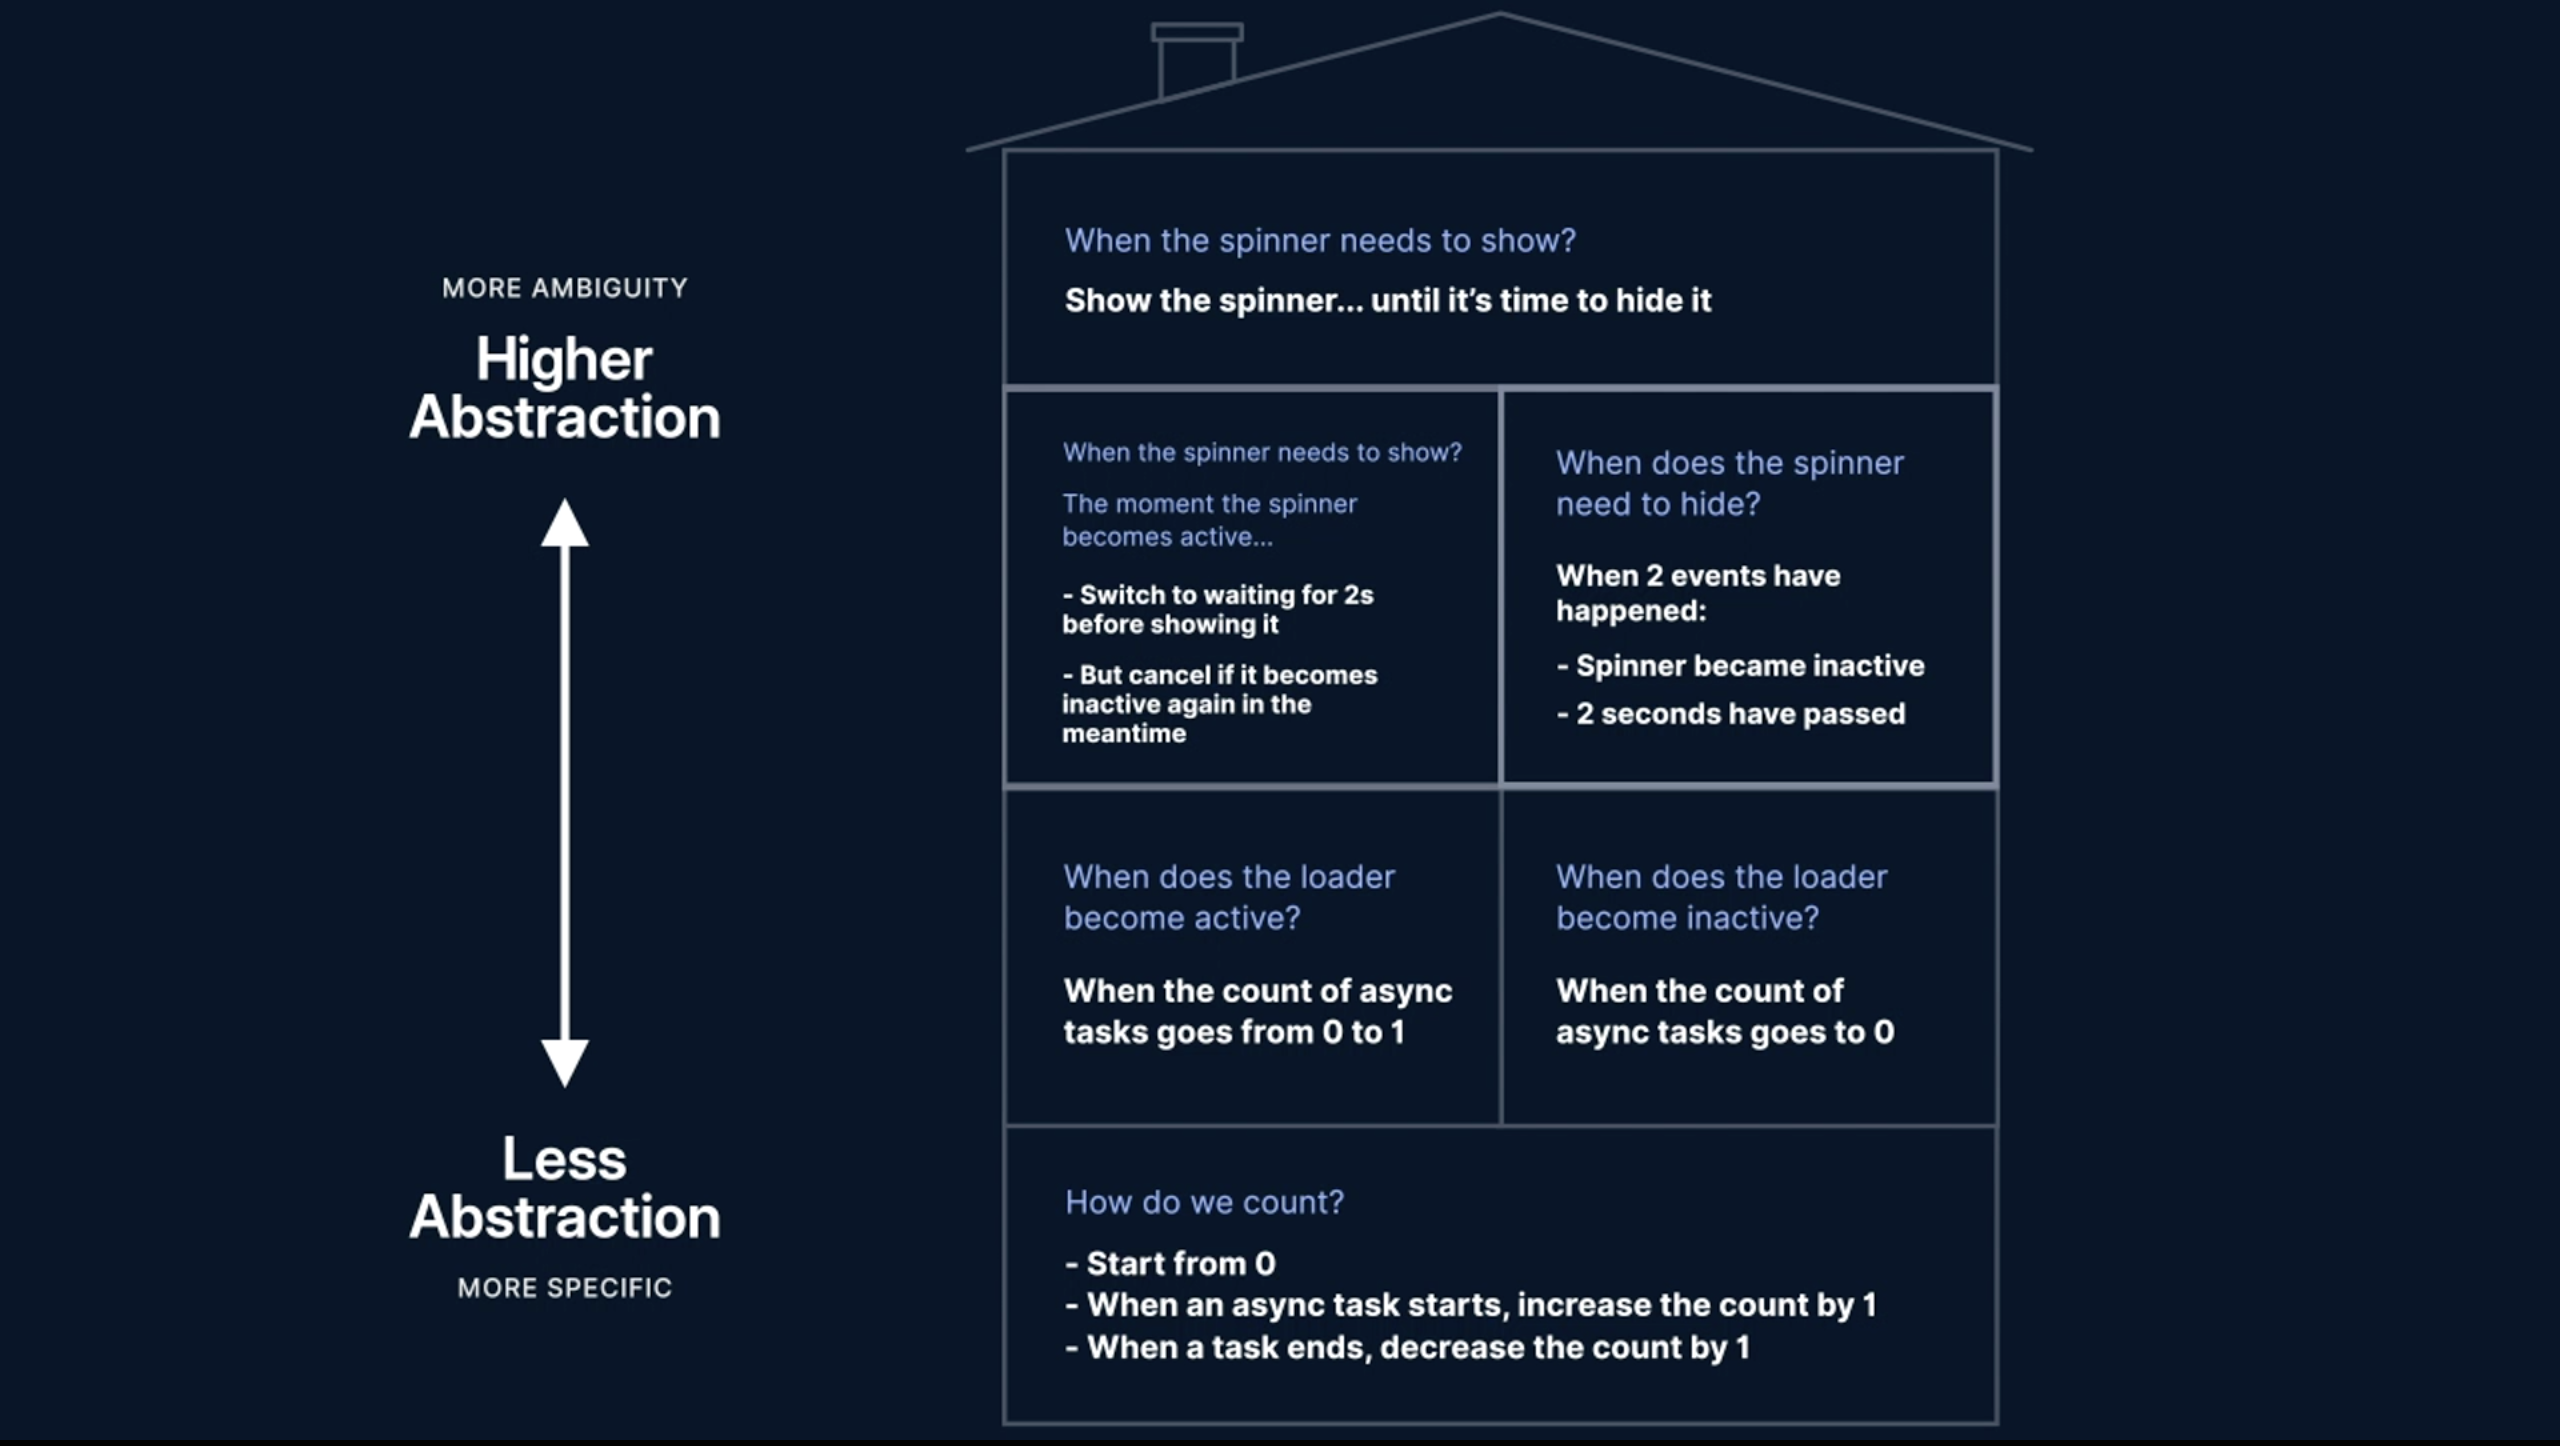 MORE AMBIGUITY
Higher
Abstraction
Less
Abstraction
MORE SPECIFIC
When the spinner needs to show?
Show the spinner... until it’s time to hide it
When the spinner needs to show?
The moment the spinner
becomes active...
- Switch to waiting for 2s
before showing it
- But cancel if it becomes
inactive again in the
meantime
When does the spinner
need to hide?
When 2 events have
happened:
- Spinner became inactive
- 2 seconds have passed
When does the loader
become active?
When the count of async
tasks goes from 0 to 1
When does the loader
become inactive?
When the count of
async tasks goes to 0
How do we count?
- Start from 0
- When an async task starts, increase the count by 1
- When a task ends, decrease the count by 1